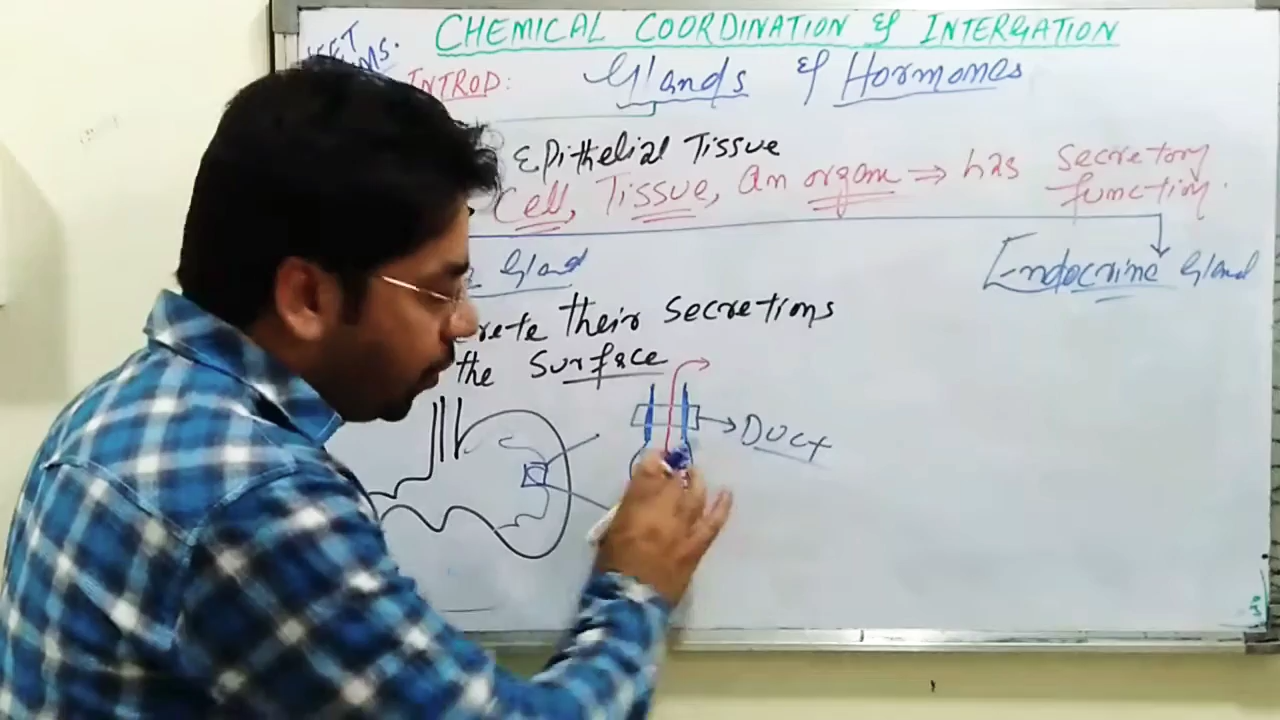 CHEMICAL COORDINATION & INTERGATION
INTROD: Glands & Hormones
Epithelial Tissue
Cell, Tissue, an organe ⇒ has secretory
function.
Gland
Endocrine Gland
their secretions
the Surface
Duct